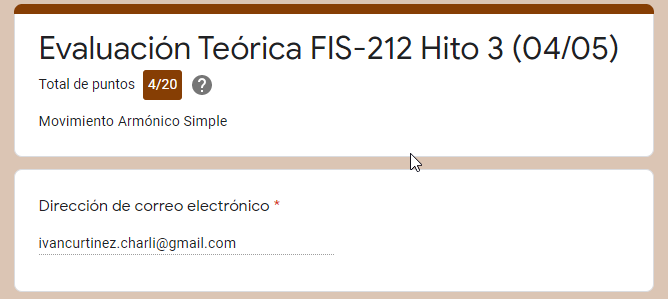 Evaluación Teórica FIS-212 Hito 3 (04/05)
Total de puntos 4/20 ?
Movimiento Armónico Simple
Dirección de correo electrónico *
ivancurtinez.charli@gmail.com